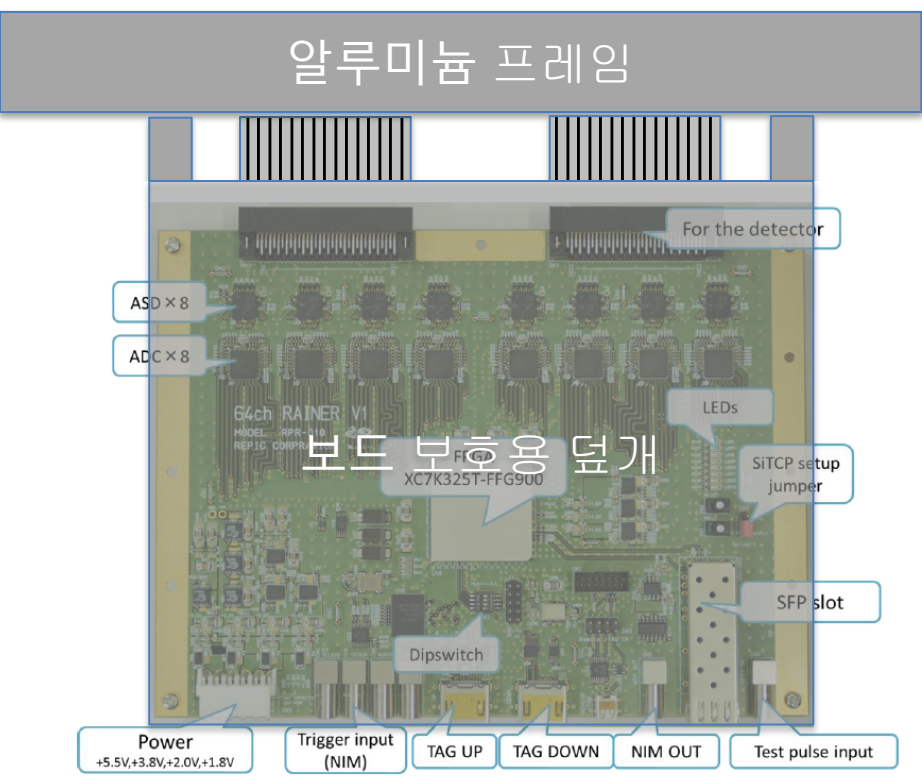 알루미늄 프레임
For the detector
ASD×8
ADC×8
LEDs
64ch RAINER V1
MODEL RPR-010
REPIC CORPRATION
보드 보호용 덮개
FPGA
XC7K325T-FFG900
SiTCP setup
jumper
SFP slot
Dipswitch
Power
+5.5V,+3.8V,+2.0V,+1.8V
Trigger input
(NIM)
TAG UP
TAG DOWN
NIM OUT
Test pulse input